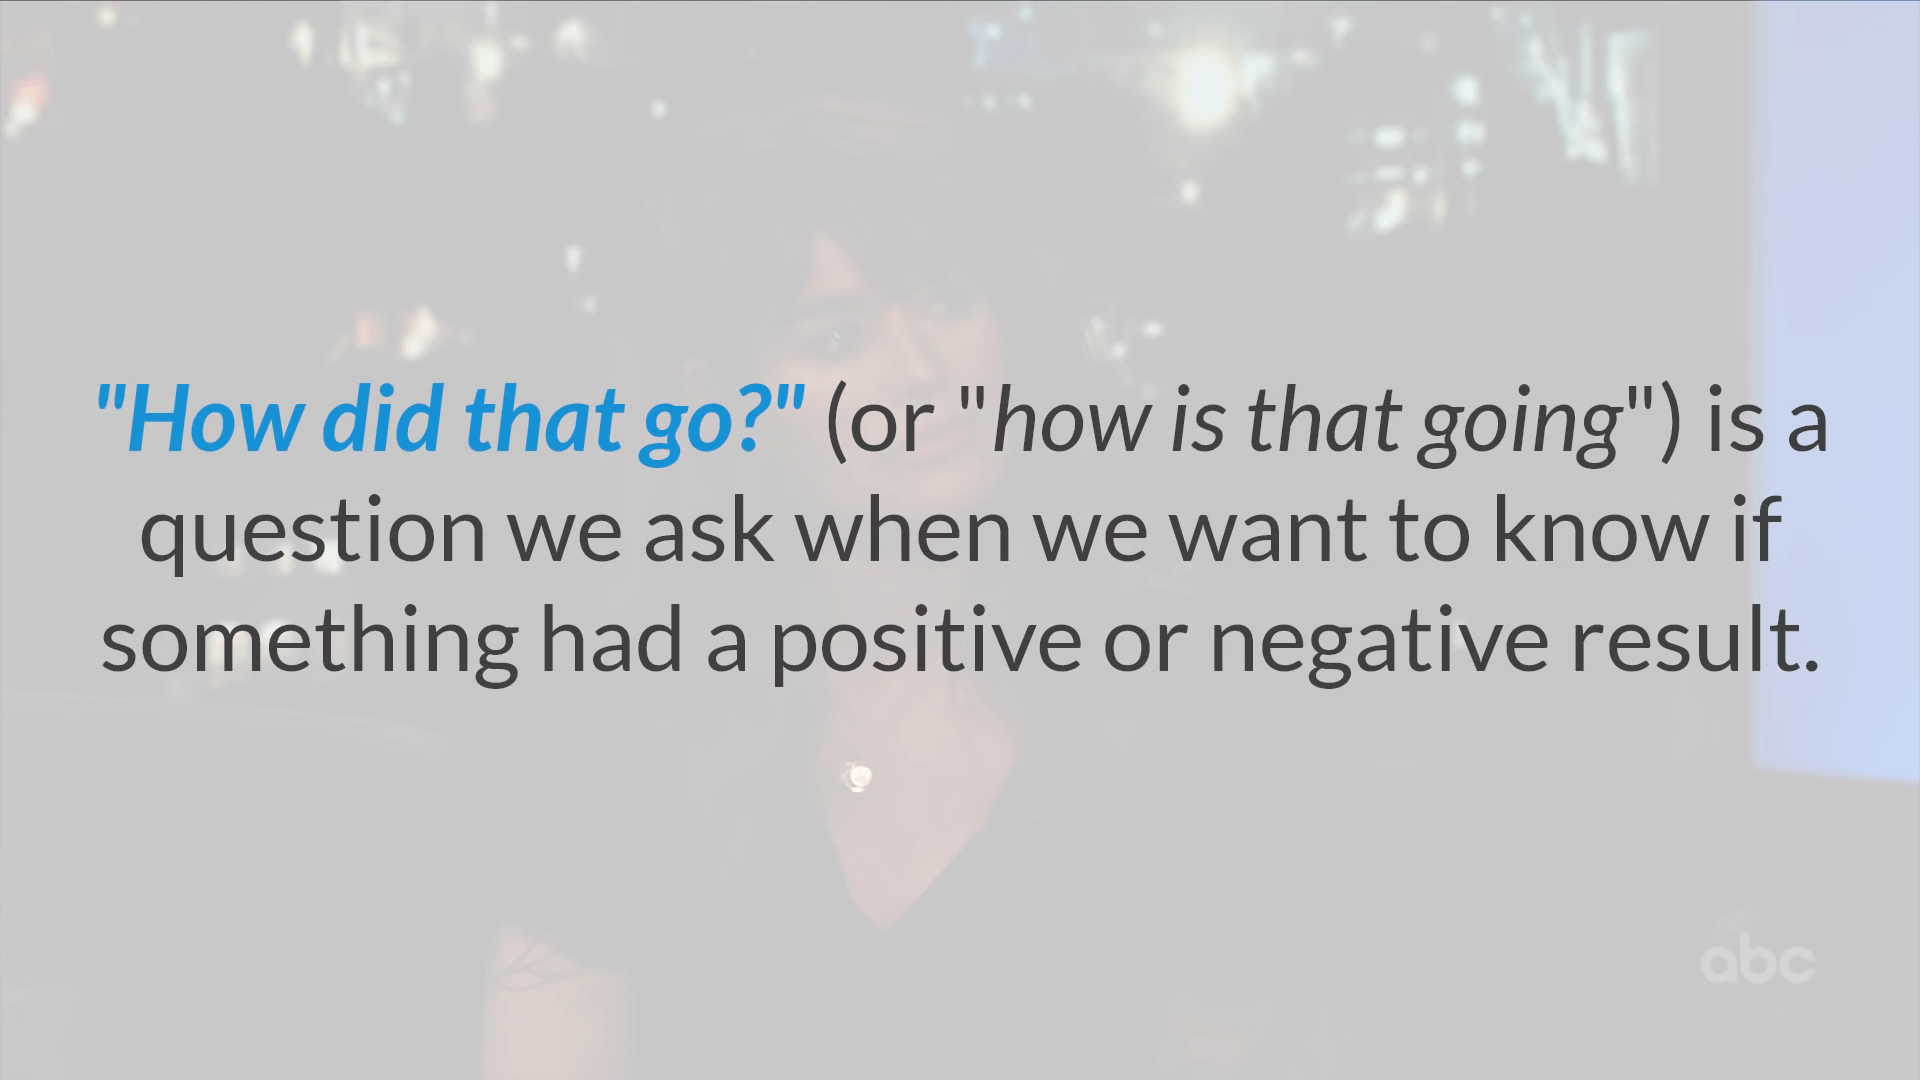 "How did that go?" (or "how is that going") is a
question we ask when we want to know if
something had a positive or negative result.
abc